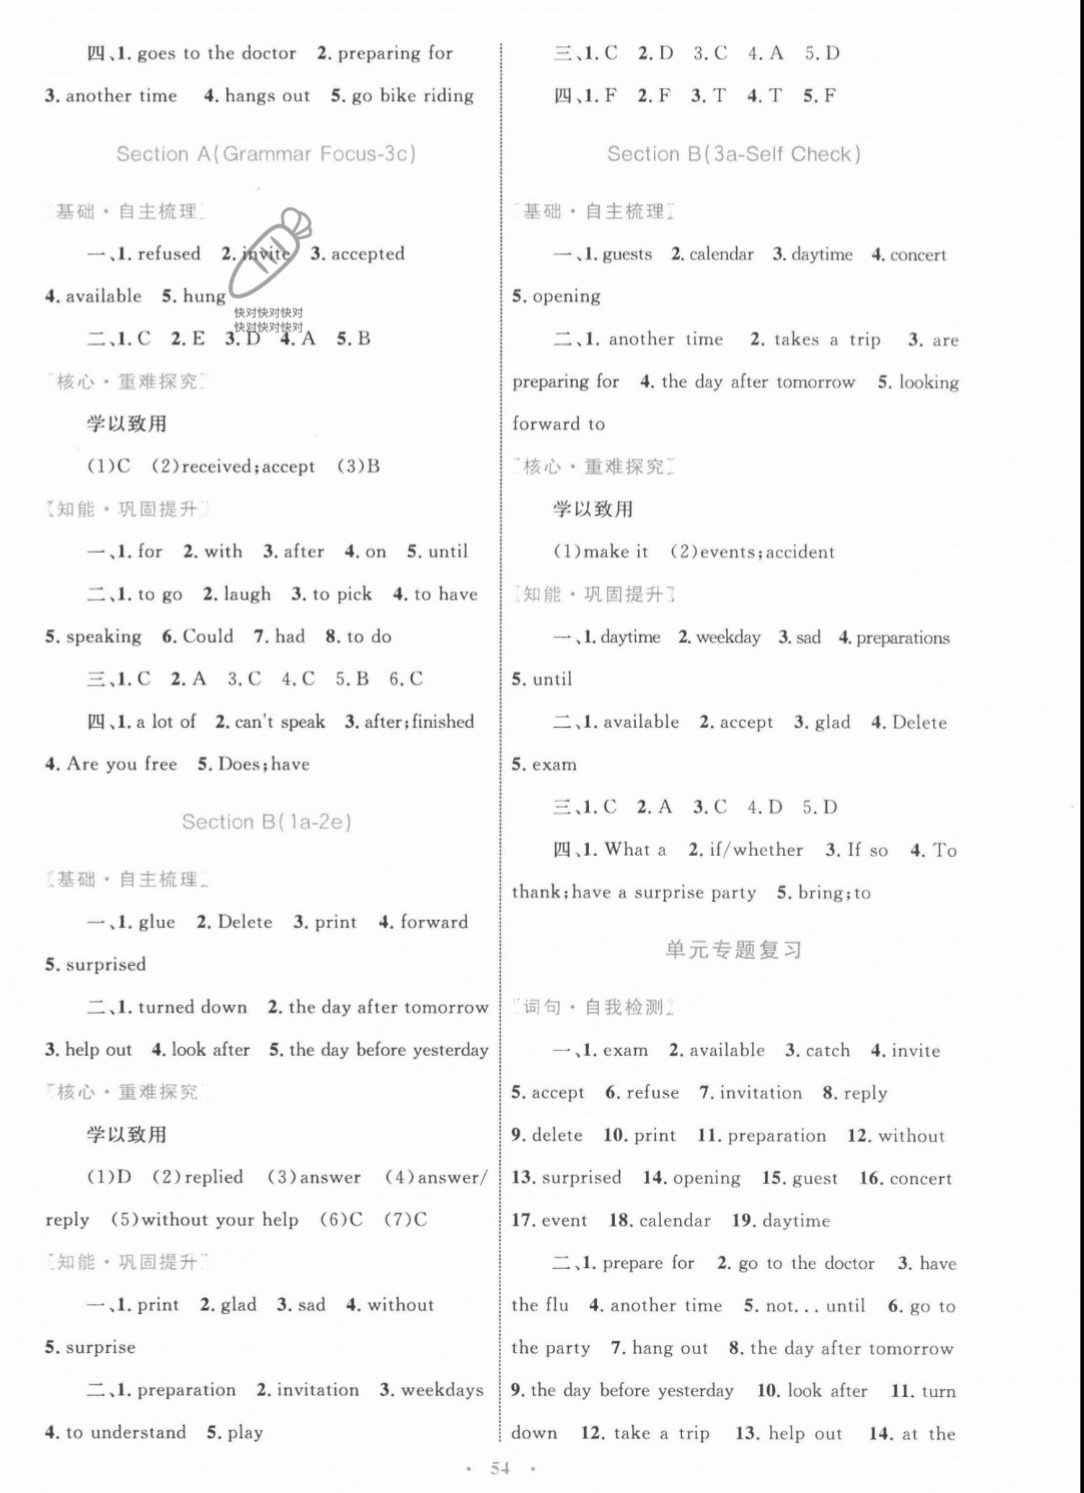 四、1. goes to the doctor 2. preparing for
3. another time 4. hangs out 5. go bike riding
Section A(Grammar Focus-3c)
基础·自主梳理
一、1. refused 2. invite 3. accepted
4. available 5. hung
快对快对快对
快对快对快对
二、1. C 2. E 3. D 4. A 5. B
核心·重难探究
学以致用
(1)C (2)received;accept (3)B
【知能·巩固提升
一、1. for 2. with 3. after 4. on 5. until
二、1. to go 2. laugh 3. to pick 4. to have
5. speaking 6. Could 7. had 8. to do
三、1. C 2. A 3. C 4. C 5. B 6. C
四、1. a lot of 2. can't speak 3. after;finished
4. Are you free 5. Does;have
Section B(1a-2e)
【基础·自主梳理】
一、1. glue 2. Delete 3. print 4. forward
5. surprised
二、1. turned down 2. the day after tomorrow
3. help out 4. look after 5. the day before yesterday
核心·重难探究
学以致用
(1)D (2)replied (3)answer (4)answer/
reply (5)without your help (6)C (7)C
【知能·巩固提升】
一、1. print 2. glad 3. sad 4. without
5. surprise
二、1. preparation 2. invitation 3. weekdays
4. to understand 5. play
三、1. C 2. D 3. C 4. A 5. D
四、1. F 2. F 3. T 4. T 5. F
Section B(3a-Self Check)
【基础·自主梳理】
一、1. guests 2. calendar 3. daytime 4. concert
5. opening
二、1. another time 2. takes a trip 3. are
preparing for 4. the day after tomorrow 5. looking
forward to
【核心·重难探究】
学以致用
(1)make it (2)events;accident
【知能·巩固提升】
一、1. daytime 2. weekday 3. sad 4. preparations
5. until
二、1. available 2. accept 3. glad 4. Delete
5. exam
三、1. C 2. A 3. C 4. D 5. D
四、1. What a 2. if/whether 3. If so 4. To
thank;have a surprise party 5. bring;to
单元专题复习
【词句·自我检测】
一、1. exam 2. available 3. catch 4. invite
5. accept 6. refuse 7. invitation 8. reply
9. delete 10. print 11. preparation 12. without
13. surprised 14. opening 15. guest 16. concert
17. event 18. calendar 19. daytime
二、1. prepare for 2. go to the doctor 3. have
the flu 4. another time 5. not... until 6. go to
the party 7. hang out 8. the day after tomorrow
9. the day before yesterday 10. look after 11. turn
down 12. take a trip 13. help out 14. at the
· 54 ·